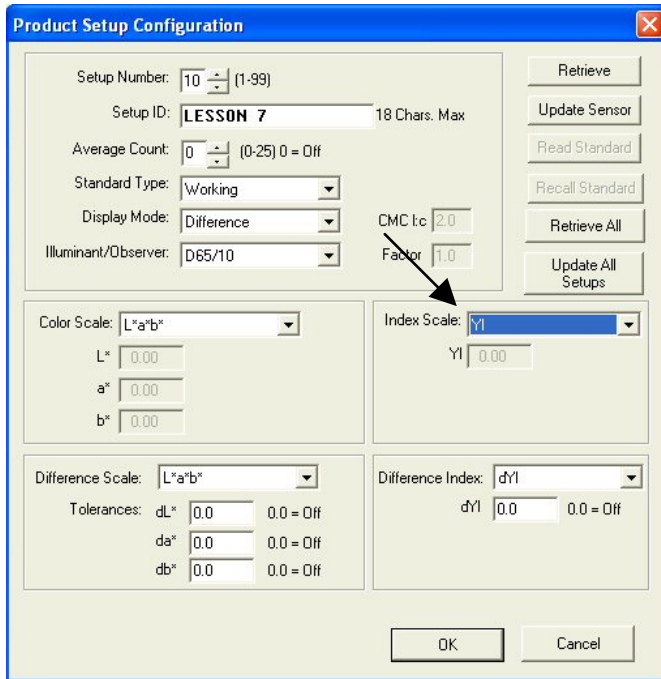 Product Setup Configuration
Setup Number: 10 (1-99)
Setup ID: LESSON 7 18 Chars. Max
Average Count: 0 (0-25) 0 = Off
Standard Type: Working
Display Mode: Difference
CMC l:c 2.0
Illuminant/Observer: D65/10
Factor 1.0
Retrieve
Update Sensor
Read Standard
Recall Standard
Retrieve All
Update All
Setups
Color Scale: L*a*b*
L* 0.00
a* 0.00
b* 0.00
Index Scale: YI
YI 0.00
Difference Scale: L*a*b*
Tolerances: dL* 0.0 0.0 = Off
da* 0.0 0.0 = Off
db* 0.0 0.0 = Off
Difference Index: dYI
dYI 0.0 0.0 = Off
OK
Cancel